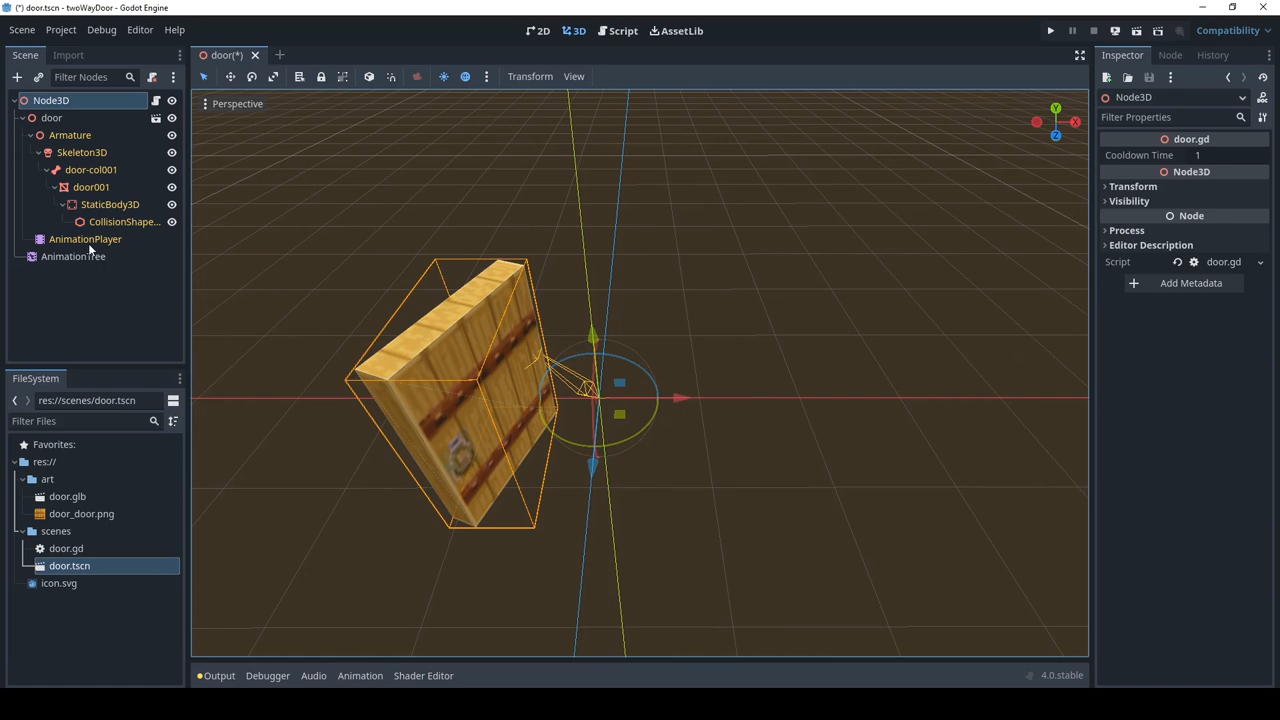 (*) door.tscn - twoWayDoor - Godot Engine
Scene Project Debug Editor Help
2D 3D Script AssetLib
Compatibility
Scene Import
Filter Nodes
Node3D
door
Armature
Skeleton3D
door-col001
door001
StaticBody3D
CollisionShape...
AnimationPlayer
AnimationTree
FileSystem
res://scenes/door.tscn
Filter Files
Favorites:
res://
art
door.glb
door_door.png
scenes
door.gd
door.tscn
icon.svg
door(*)
Transform View
Perspective
Y
X
Z
Output Debugger Audio Animation Shader Editor
4.0.stable
Inspector Node History
Node3D
Filter Properties
door.gd
Cooldown Time 1
Node3D
Transform
Visibility
Node
Process
Editor Description
Script door.gd
Add Metadata